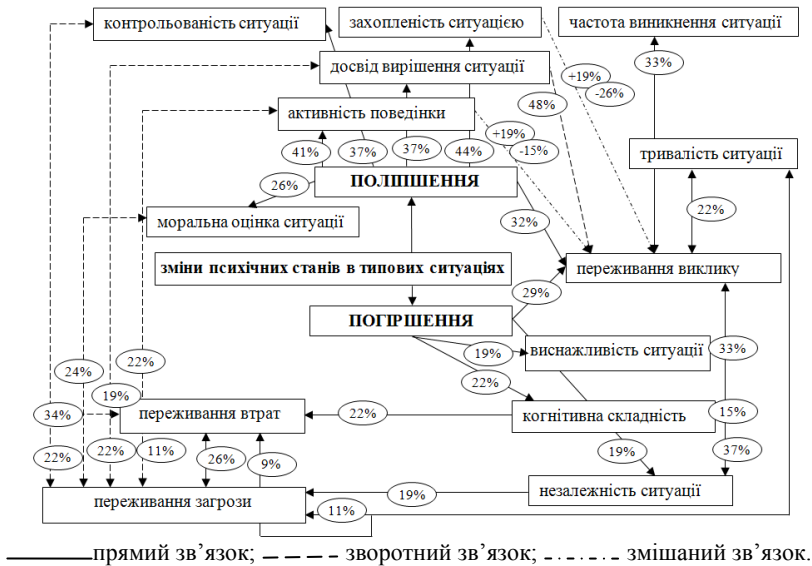 контрольованість ситуації
захопленість ситуацією
частота виникнення ситуації
33%
+19%
-26%
досвід вирішення ситуації
48%
активність поведінки
+19%
-15%
41%
37%
37%
44%
тривалість ситуації
26%
ПОЛІПШЕННЯ
22%
моральна оцінка ситуації
32%
зміни психічних станів в типових ситуаціях
переживання виклику
29%
ПОГІРШЕННЯ
виснажливість ситуації
19%
33%
22%
24%
22%
19%
34%
переживання втрат
22%
когнітивна складність
15%
22%
22%
11%
26%
9%
19%
37%
переживання загрози
19%
незалежність ситуації
11%
прямий зв’язок; зворотний зв’язок; змішаний зв’язок.